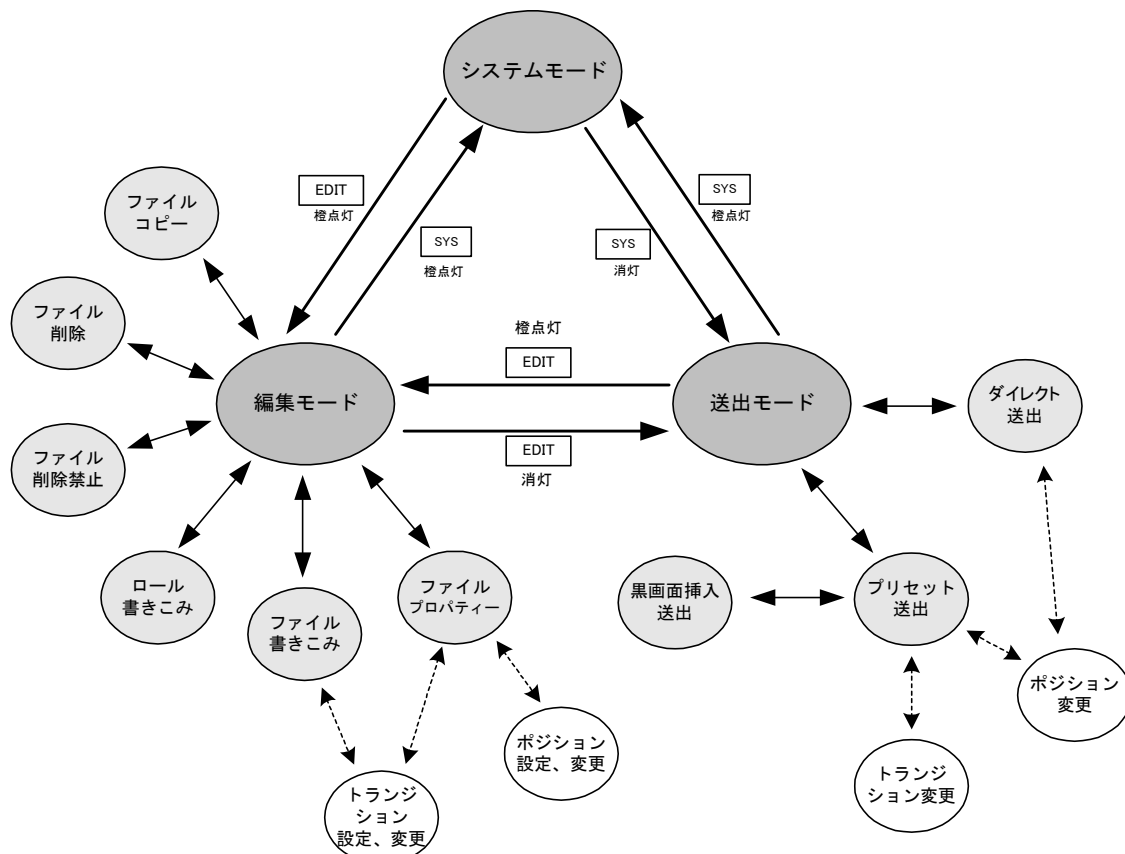 システムモード
EDIT
橙点灯
SYS
橙点灯
SYS
消灯
SYS
橙点灯
ファイル
コピー
ファイル
削除
ファイル
削除禁止
編集モード
橙点灯
EDIT
EDIT
消灯
送出モード
ダイレクト
送出
ロール
書きこみ
ファイル
書きこみ
ファイル
プロパティー
黒画面挿入
送出
プリセット
送出
ポジション
変更
ポジション
設定、変更
トランジ
ション
設定、変更
トランジ
ション変更